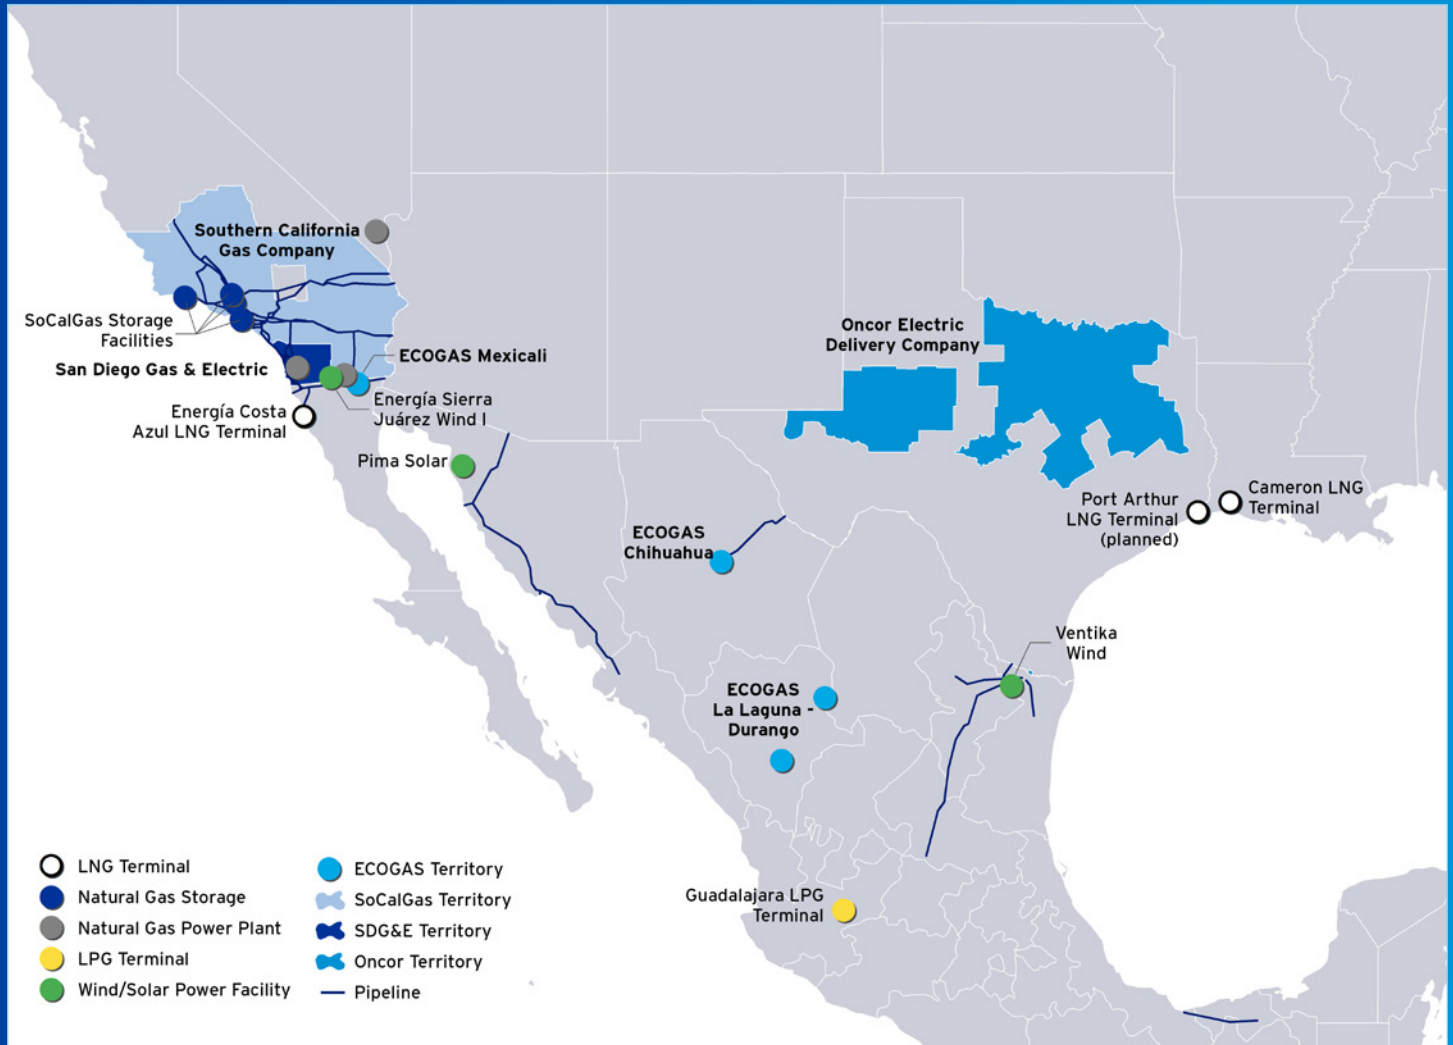 Southern California
Gas Company
SoCalGas Storage
Facilities
San Diego Gas & Electric
ECOGAS Mexicali
Energía Sierra
Juárez Wind I
Energía Costa
Azul LNG Terminal
Pima Solar
Oncor Electric
Delivery Company
Port Arthur
LNG Terminal
(planned)
Cameron LNG
Terminal
ECOGAS
Chihuahua
Ventika
Wind
ECOGAS
La Laguna -
Durango
Guadalajara LPG
Terminal
LNG Terminal
Natural Gas Storage
Natural Gas Power Plant
LPG Terminal
Wind/Solar Power Facility
ECOGAS Territory
SoCalGas Territory
SDG&E Territory
Oncor Territory
Pipeline